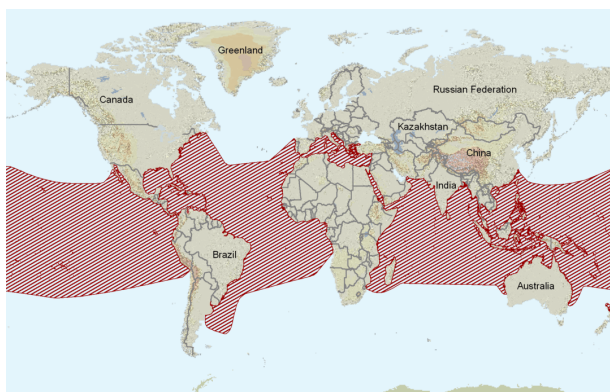 Greenland
Canada
Russian Federation
Kazakhstan
China
India
Brazil
Australia